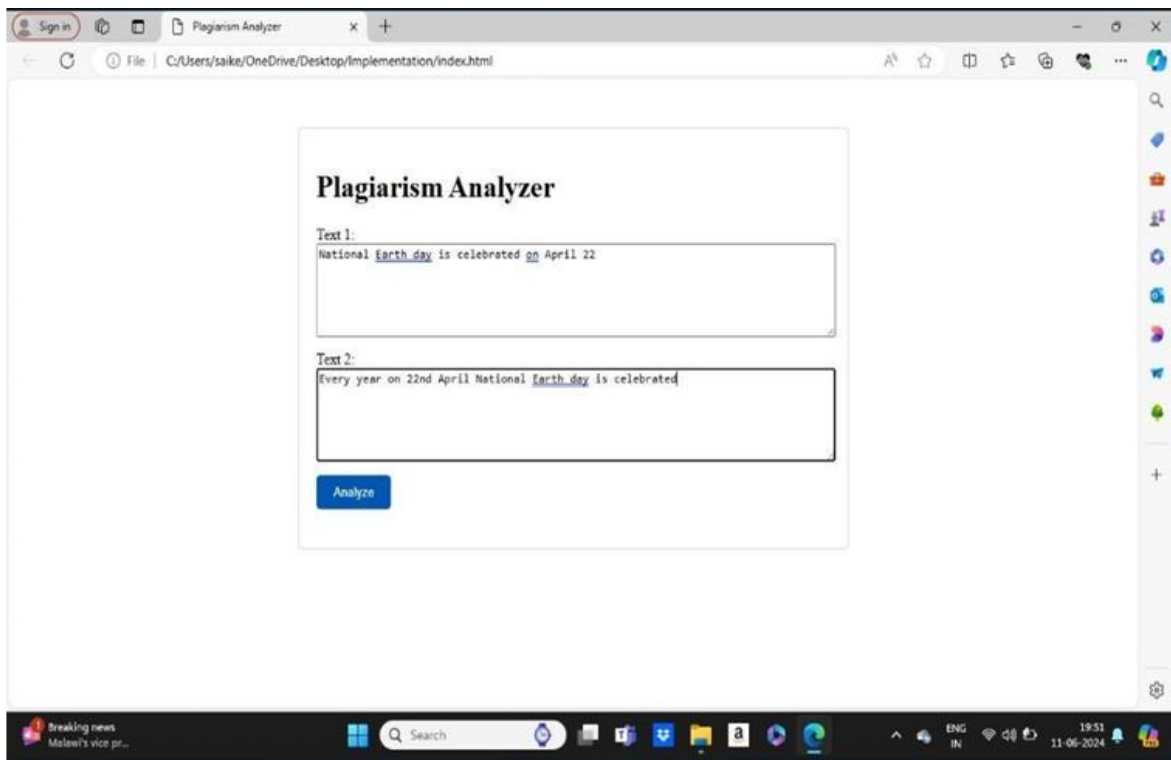 Sign in
Plagiarism Analyzer
File
C:/Users/saike/OneDrive/Desktop/Implementation/index.html
Plagiarism Analyzer
Text 1:
National Earth day is celebrated on April 22
Text 2:
Every year on 22nd April National Earth day is celebrated
Analyze
Breaking news
Malawi's vice pr...
Search
ENG
IN
19:51
11-06-2024